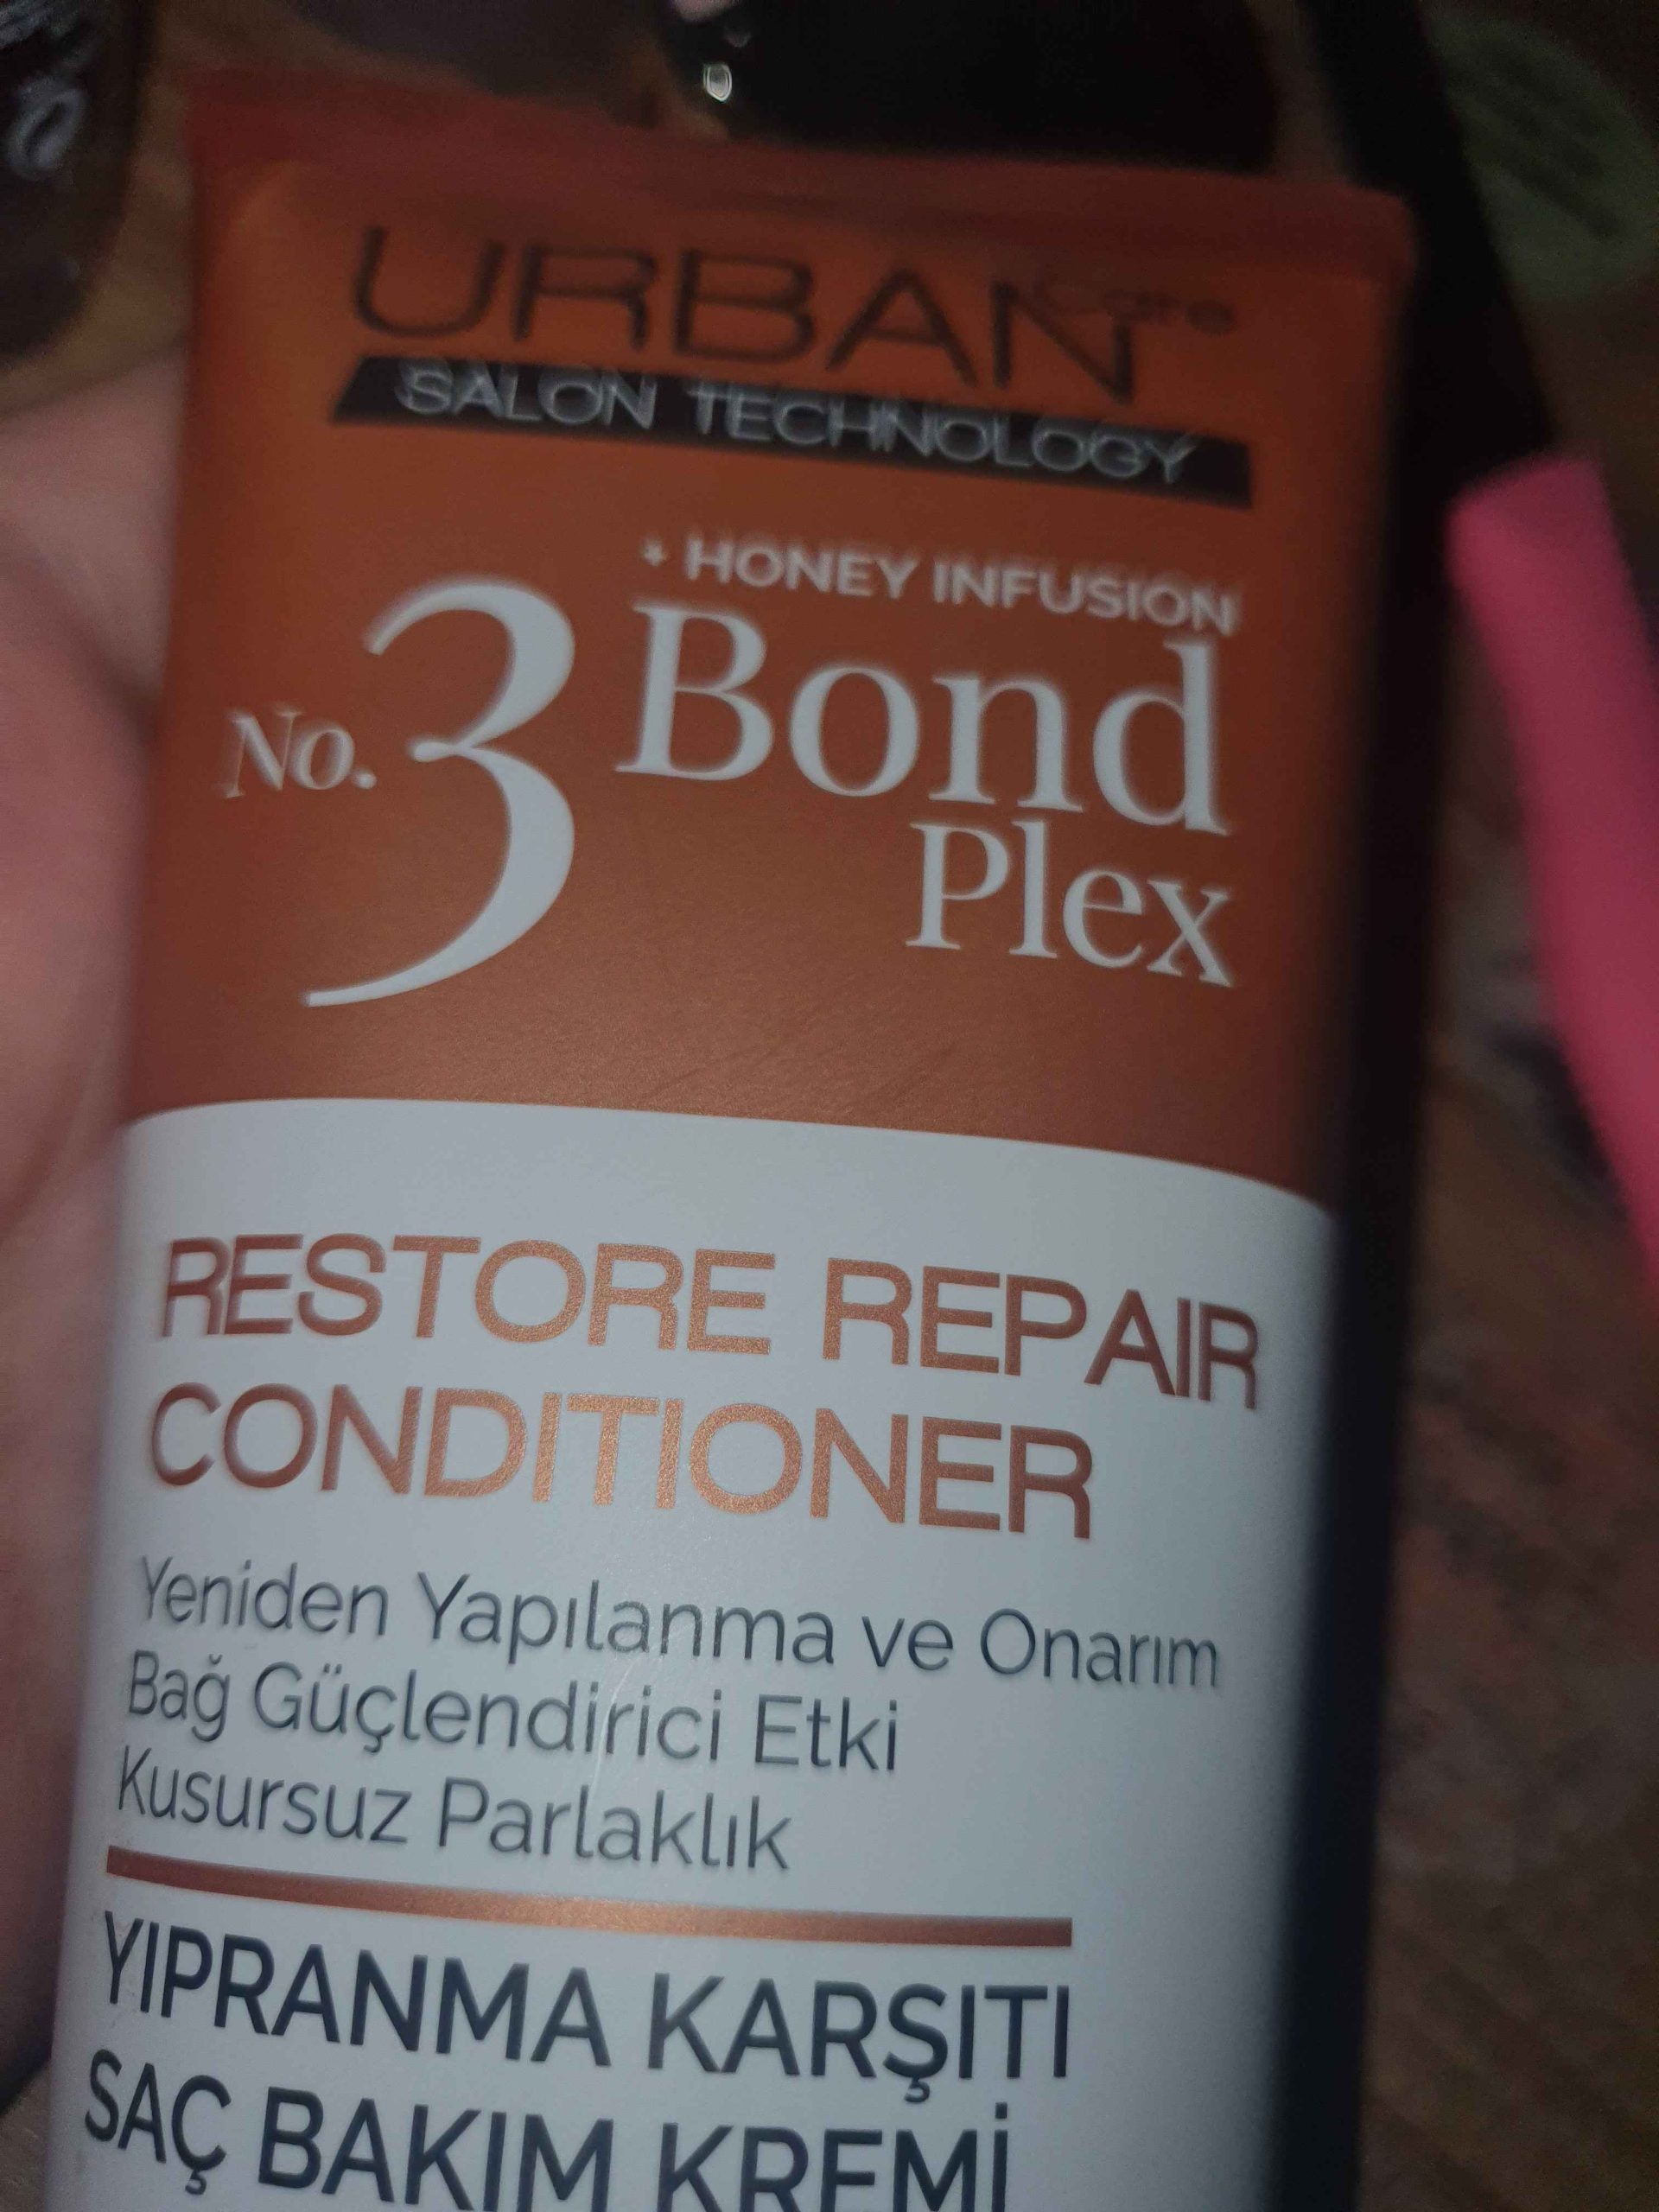 URBAN Care
SALON TECHNOLOGY
+ HONEY INFUSION
No. 3 Bond
Plex
RESTORE REPAIR
CONDITIONER
Yeniden Yapılanma ve Onarım
Bağ Güçlendirici Etki
Kusursuz Parlaklık
YIPRANMA KARŞITI
SAÇ BAKIM KREMİ